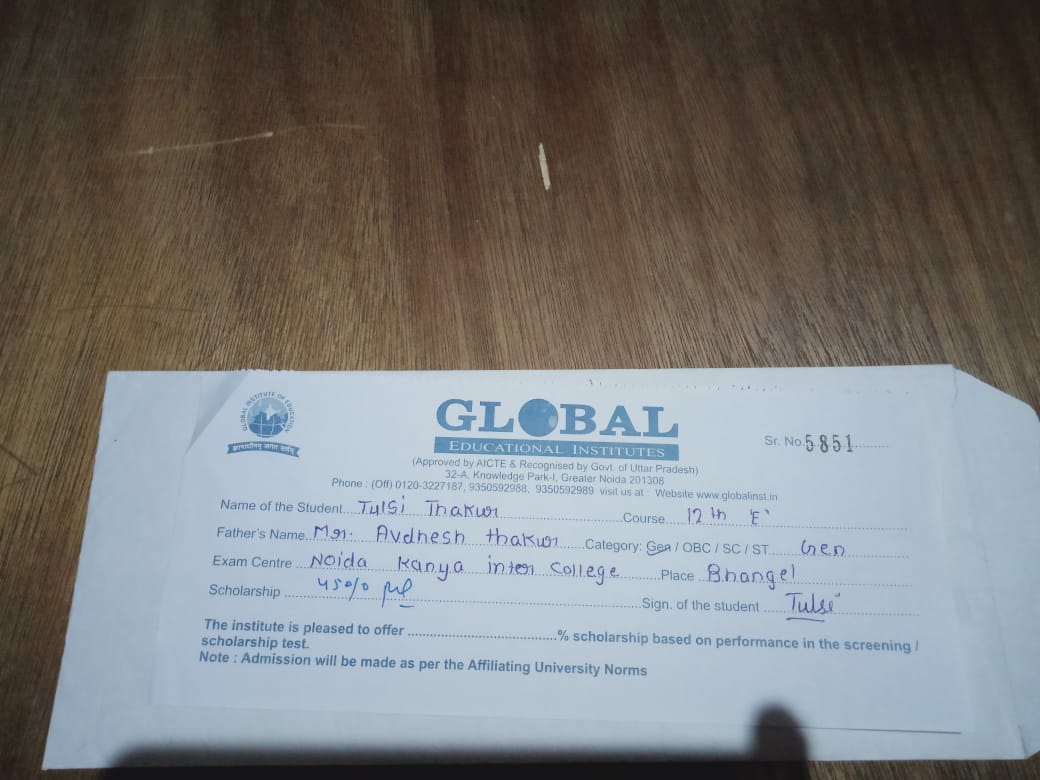 GLOBAL INSTITUTE OF EDUCATION
GLOBAL
EDUCATIONAL INSTITUTES
Sr. No. 5851
(Approved by AICTE & Recognised by Govt. of Uttar Pradesh)
32-A, Knowledge Park-I, Greater Noida 201308
Phone : (Off) 0120-3227187, 9350592988, 9350592989 visit us at : Website www.globalinst.in
Name of the Student Tulsi Thakur Course 12th 'E'
Father's Name Mr. Avdhesh thakur Category: Gen / OBC / SC / ST Gen
Exam Centre Noida Kanya inter College Place Bhangel
Scholarship 45% Sign. of the student Tulsi
The institute is pleased to offer ........................................% scholarship based on performance in the screening /
scholarship test.
Note : Admission will be made as per the Affiliating University Norms